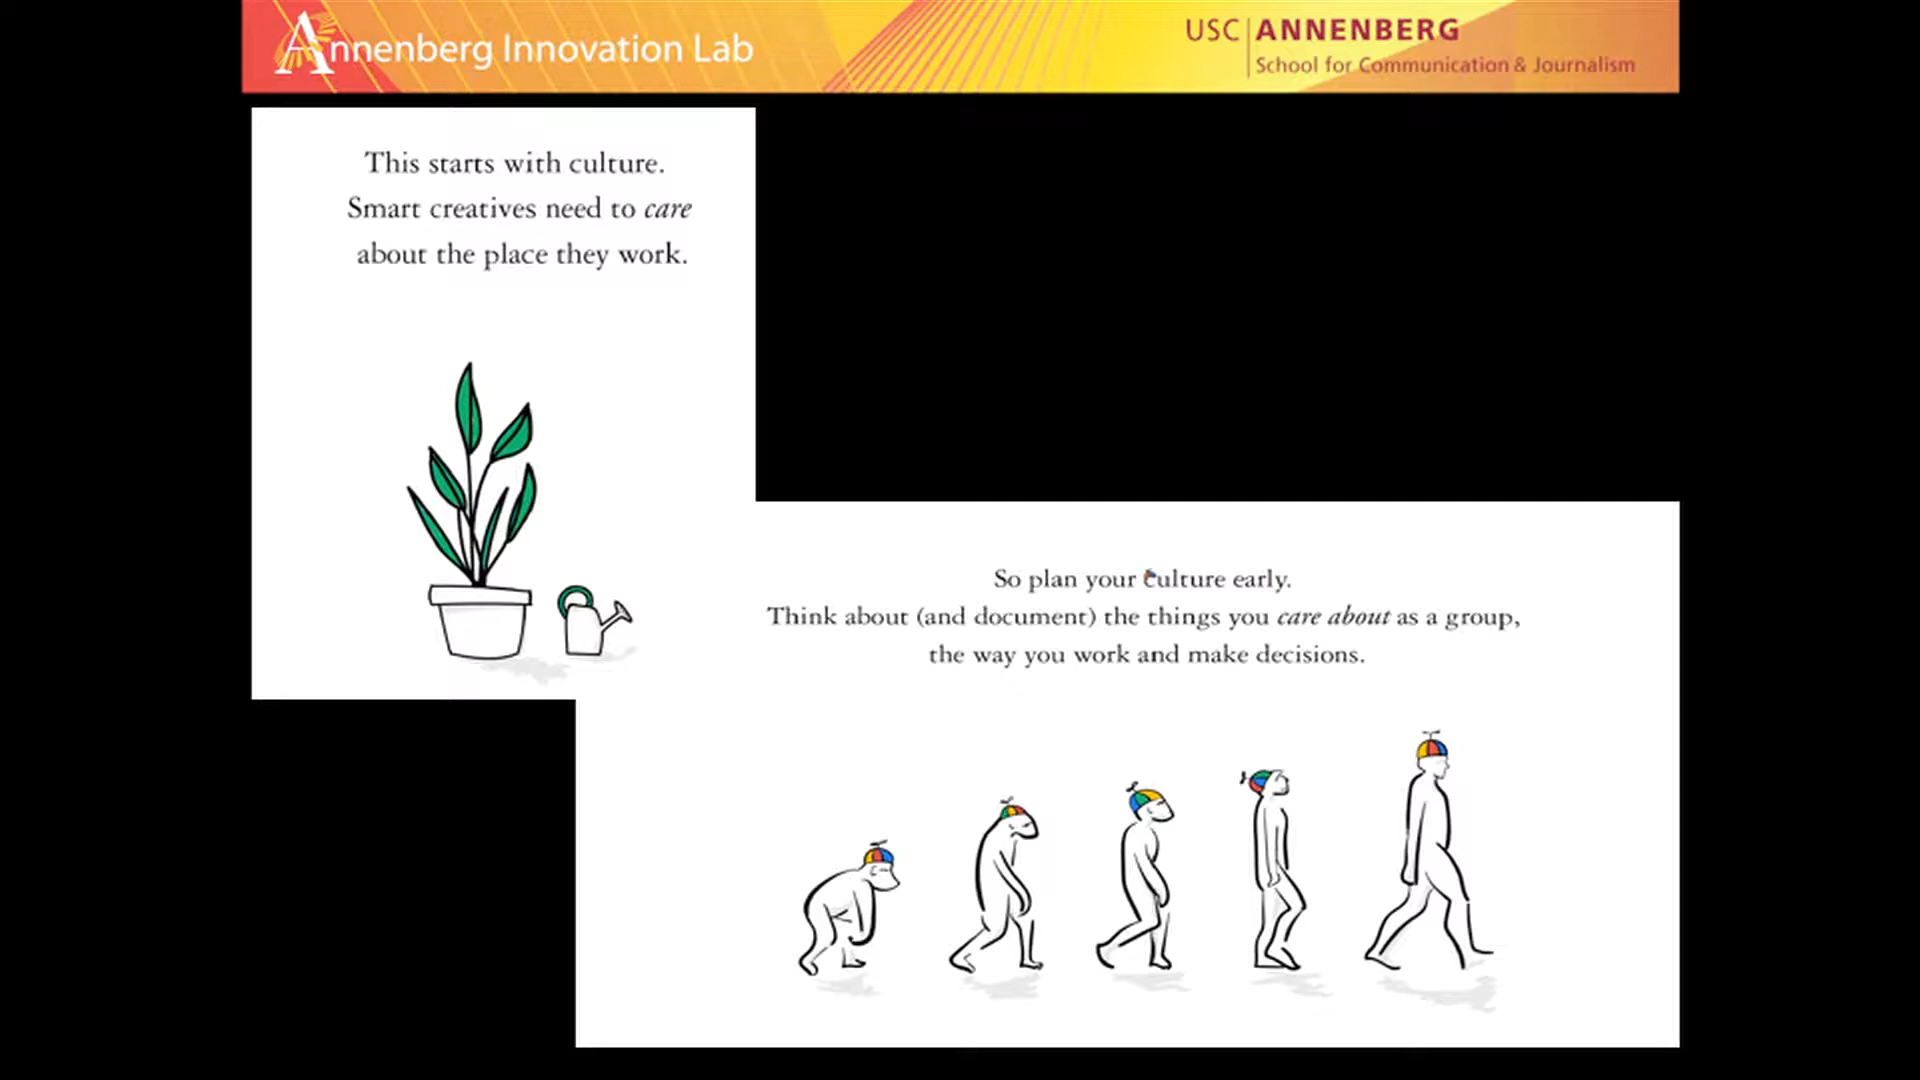 Annenberg Innovation Lab
USC ANNENBERG
School for Communication & Journalism
This starts with culture.
Smart creatives need to care
about the place they work.
So plan your culture early.
Think about (and document) the things you care about as a group,
the way you work and make decisions.